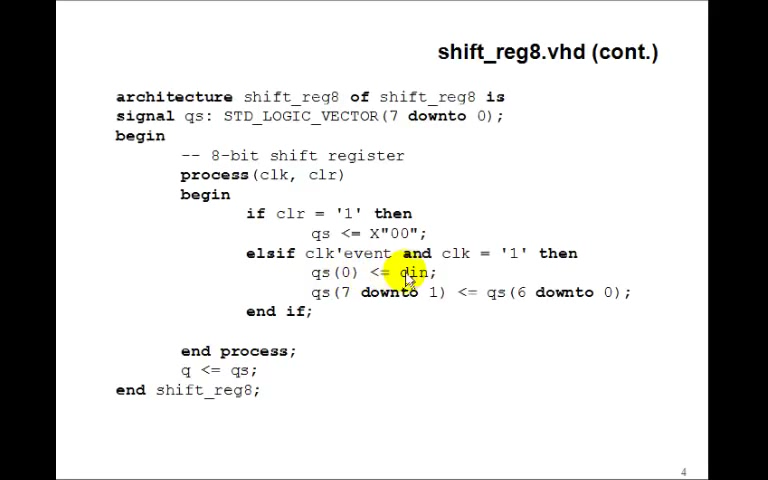 shift_reg8.vhd (cont.)
architecture shift_reg8 of shift_reg8 is
signal qs: STD_LOGIC_VECTOR(7 downto 0);
begin
-- 8-bit shift register
process(clk, clr)
begin
if clr = '1' then
qs <= X"00";
elsif clk'event and clk = '1' then
qs(0) <= din;
qs(7 downto 1) <= qs(6 downto 0);
end if;
end process;
q <= qs;
end shift_reg8;
4